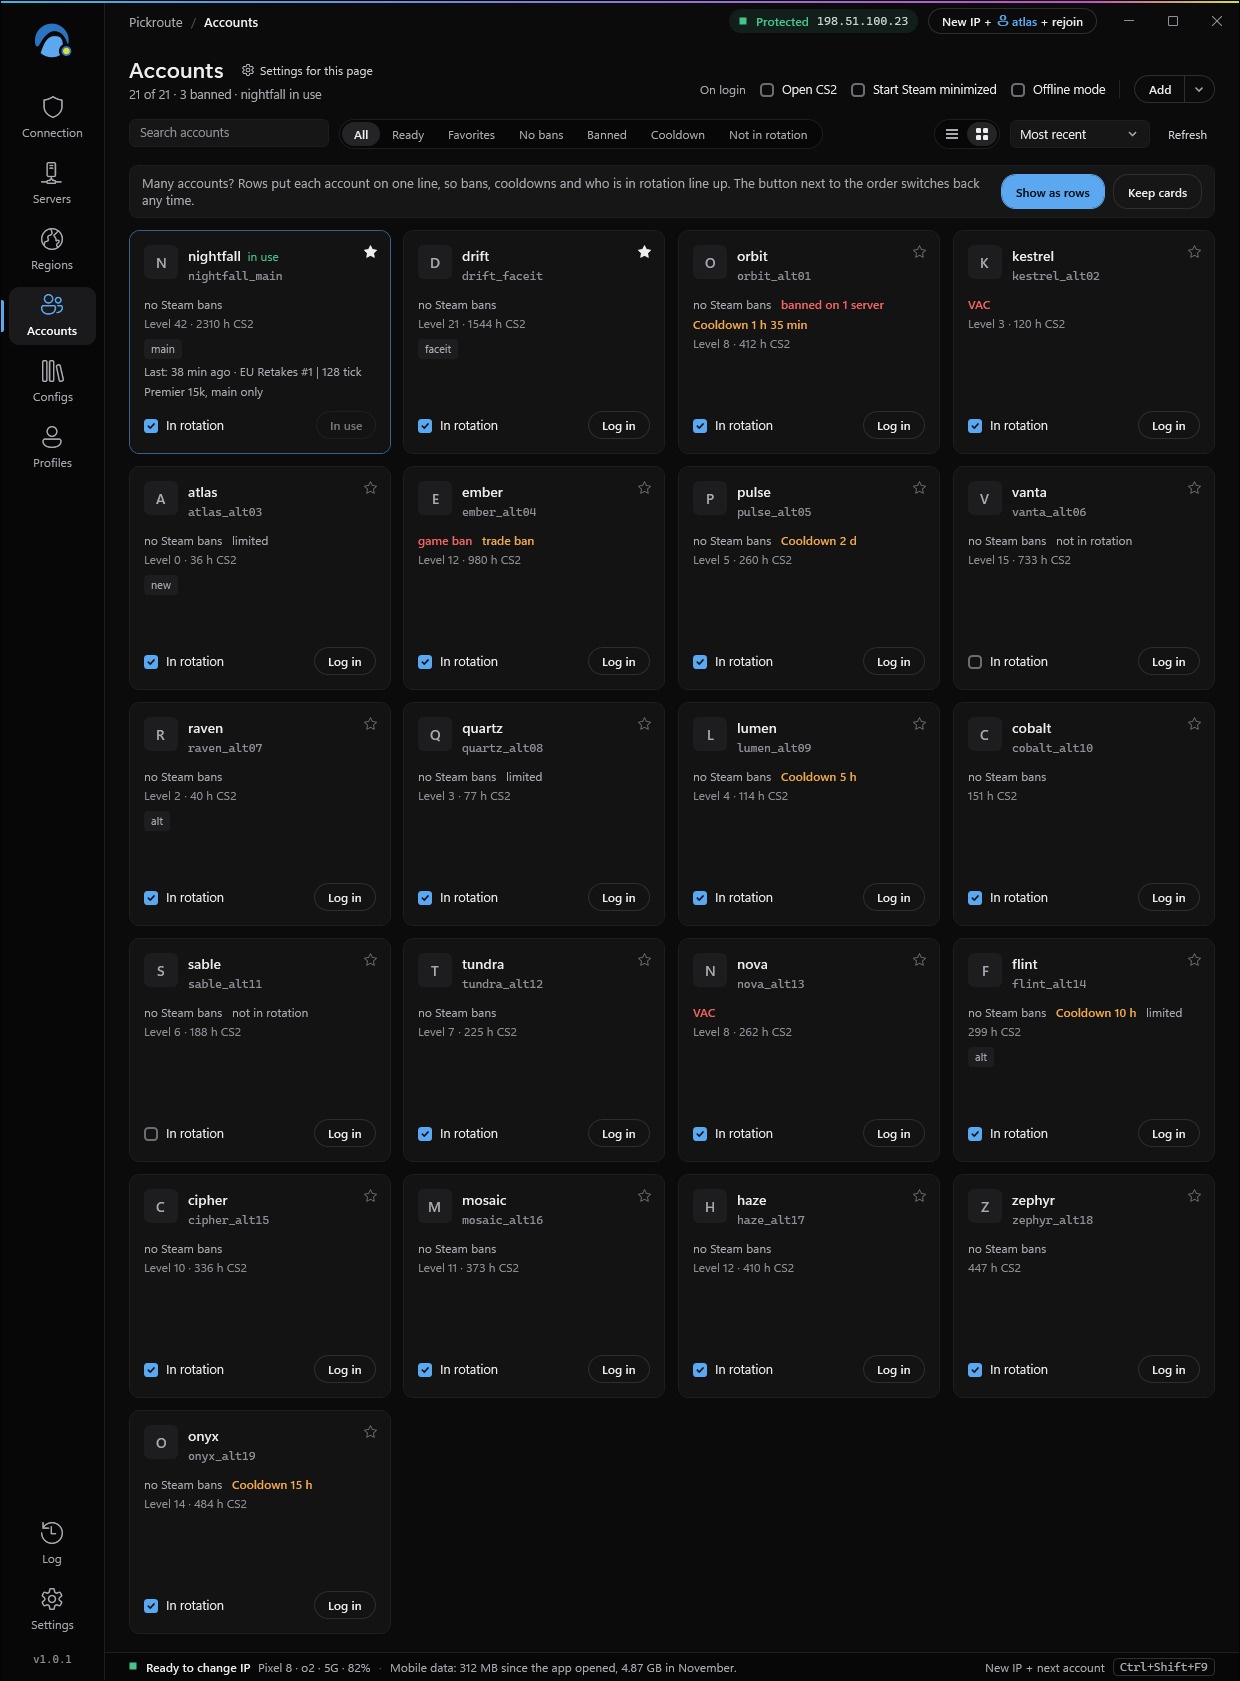 Pickroute / Accounts
Protected 198.51.100.23
New IP + atlas + rejoin
Connection
Servers
Regions
Accounts
Configs
Profiles
Log
Settings
v1.0.1
Accounts
Settings for this page
21 of 21 · 3 banned · nightfall in use
On login
Open CS2
Start Steam minimized
Offline mode
Add
Search accounts
All
Ready
Favorites
No bans
Banned
Cooldown
Not in rotation
Most recent
Refresh
Many accounts? Rows put each account on one line, so bans, cooldowns and who is in rotation line up. The button next to the order switches back
any time.
Show as rows
Keep cards
N
nightfall in use
nightfall_main
no Steam bans
Level 42 · 2310 h CS2
main
Last: 38 min ago · EU Retakes #1 | 128 tick
Premier 15k, main only
In rotation
In use
D
drift
drift_faceit
no Steam bans
Level 21 · 1544 h CS2
faceit
In rotation
Log in
O
orbit
orbit_alt01
no Steam bans banned on 1 server
Cooldown 1 h 35 min
Level 8 · 412 h CS2
In rotation
Log in
K
kestrel
kestrel_alt02
VAC
Level 3 · 120 h CS2
In rotation
Log in
A
atlas
atlas_alt03
no Steam bans limited
Level 0 · 36 h CS2
new
In rotation
Log in
E
ember
ember_alt04
game ban trade ban
Level 12 · 980 h CS2
In rotation
Log in
P
pulse
pulse_alt05
no Steam bans Cooldown 2 d
Level 5 · 260 h CS2
In rotation
Log in
V
vanta
vanta_alt06
no Steam bans not in rotation
Level 15 · 733 h CS2
In rotation
Log in
R
raven
raven_alt07
no Steam bans
Level 2 · 40 h CS2
alt
In rotation
Log in
Q
quartz
quartz_alt08
no Steam bans limited
Level 3 · 77 h CS2
In rotation
Log in
L
lumen
lumen_alt09
no Steam bans Cooldown 5 h
Level 4 · 114 h CS2
In rotation
Log in
C
cobalt
cobalt_alt10
no Steam bans
151 h CS2
In rotation
Log in
S
sable
sable_alt11
no Steam bans not in rotation
Level 6 · 188 h CS2
In rotation
Log in
T
tundra
tundra_alt12
no Steam bans
Level 7 · 225 h CS2
In rotation
Log in
N
nova
nova_alt13
VAC
Level 8 · 262 h CS2
In rotation
Log in
F
flint
flint_alt14
no Steam bans Cooldown 10 h limited
299 h CS2
alt
In rotation
Log in
C
cipher
cipher_alt15
no Steam bans
Level 10 · 336 h CS2
In rotation
Log in
M
mosaic
mosaic_alt16
no Steam bans
Level 11 · 373 h CS2
In rotation
Log in
H
haze
haze_alt17
no Steam bans
Level 12 · 410 h CS2
In rotation
Log in
Z
zephyr
zephyr_alt18
no Steam bans
447 h CS2
In rotation
Log in
O
onyx
onyx_alt19
no Steam bans Cooldown 15 h
Level 14 · 484 h CS2
In rotation
Log in
Ready to change IP Pixel 8 · o2 · 5G · 82% · Mobile data: 312 MB since the app opened, 4.87 GB in November.
New IP + next account Ctrl+Shift+F9